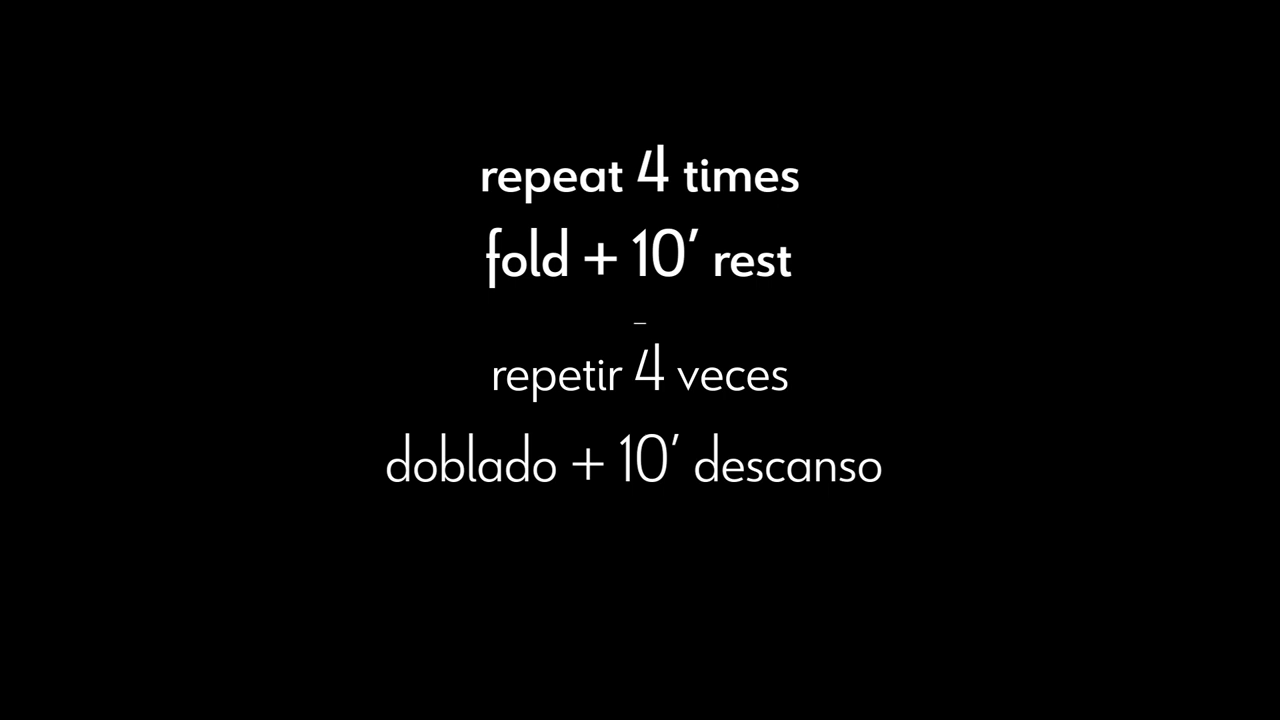 repeat 4 times
fold + 10’ rest
–
repetir 4 veces
doblado + 10’ descanso